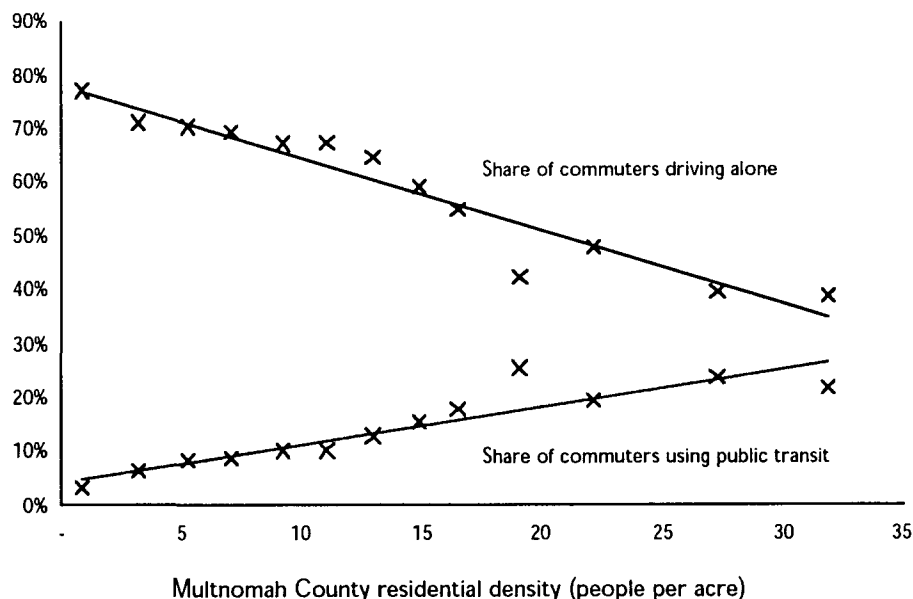 90%
80%
70%
60%
50%
40%
30%
20%
10%
0%
Share of commuters driving alone
Share of commuters using public transit
- 5 10 15 20 25 30 35
Multnomah County residential density (people per acre)